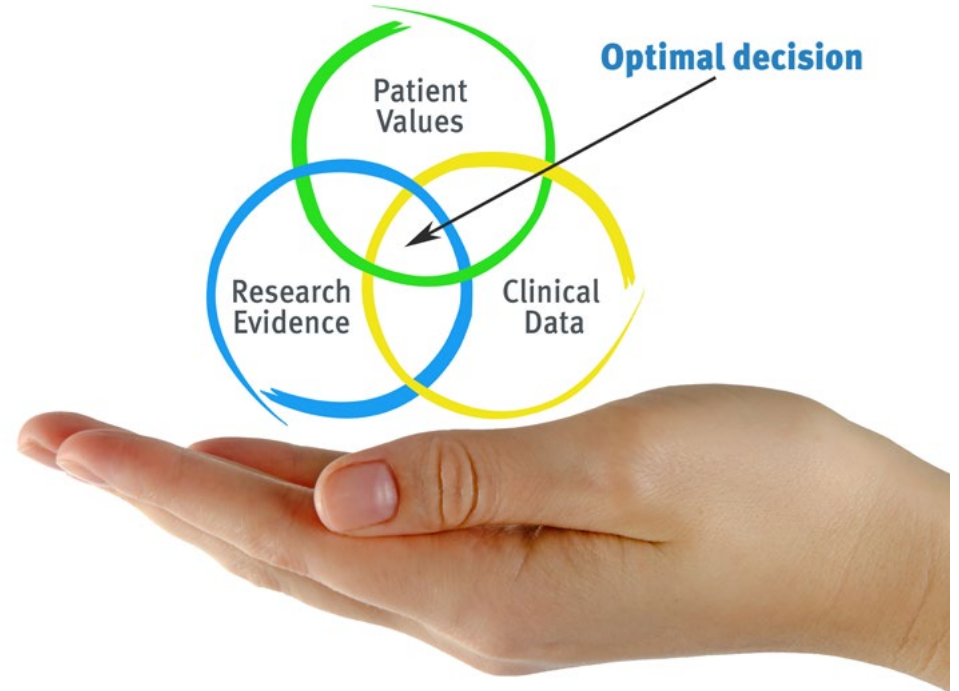 Optimal decision
Patient
Values
Research
Evidence
Clinical
Data